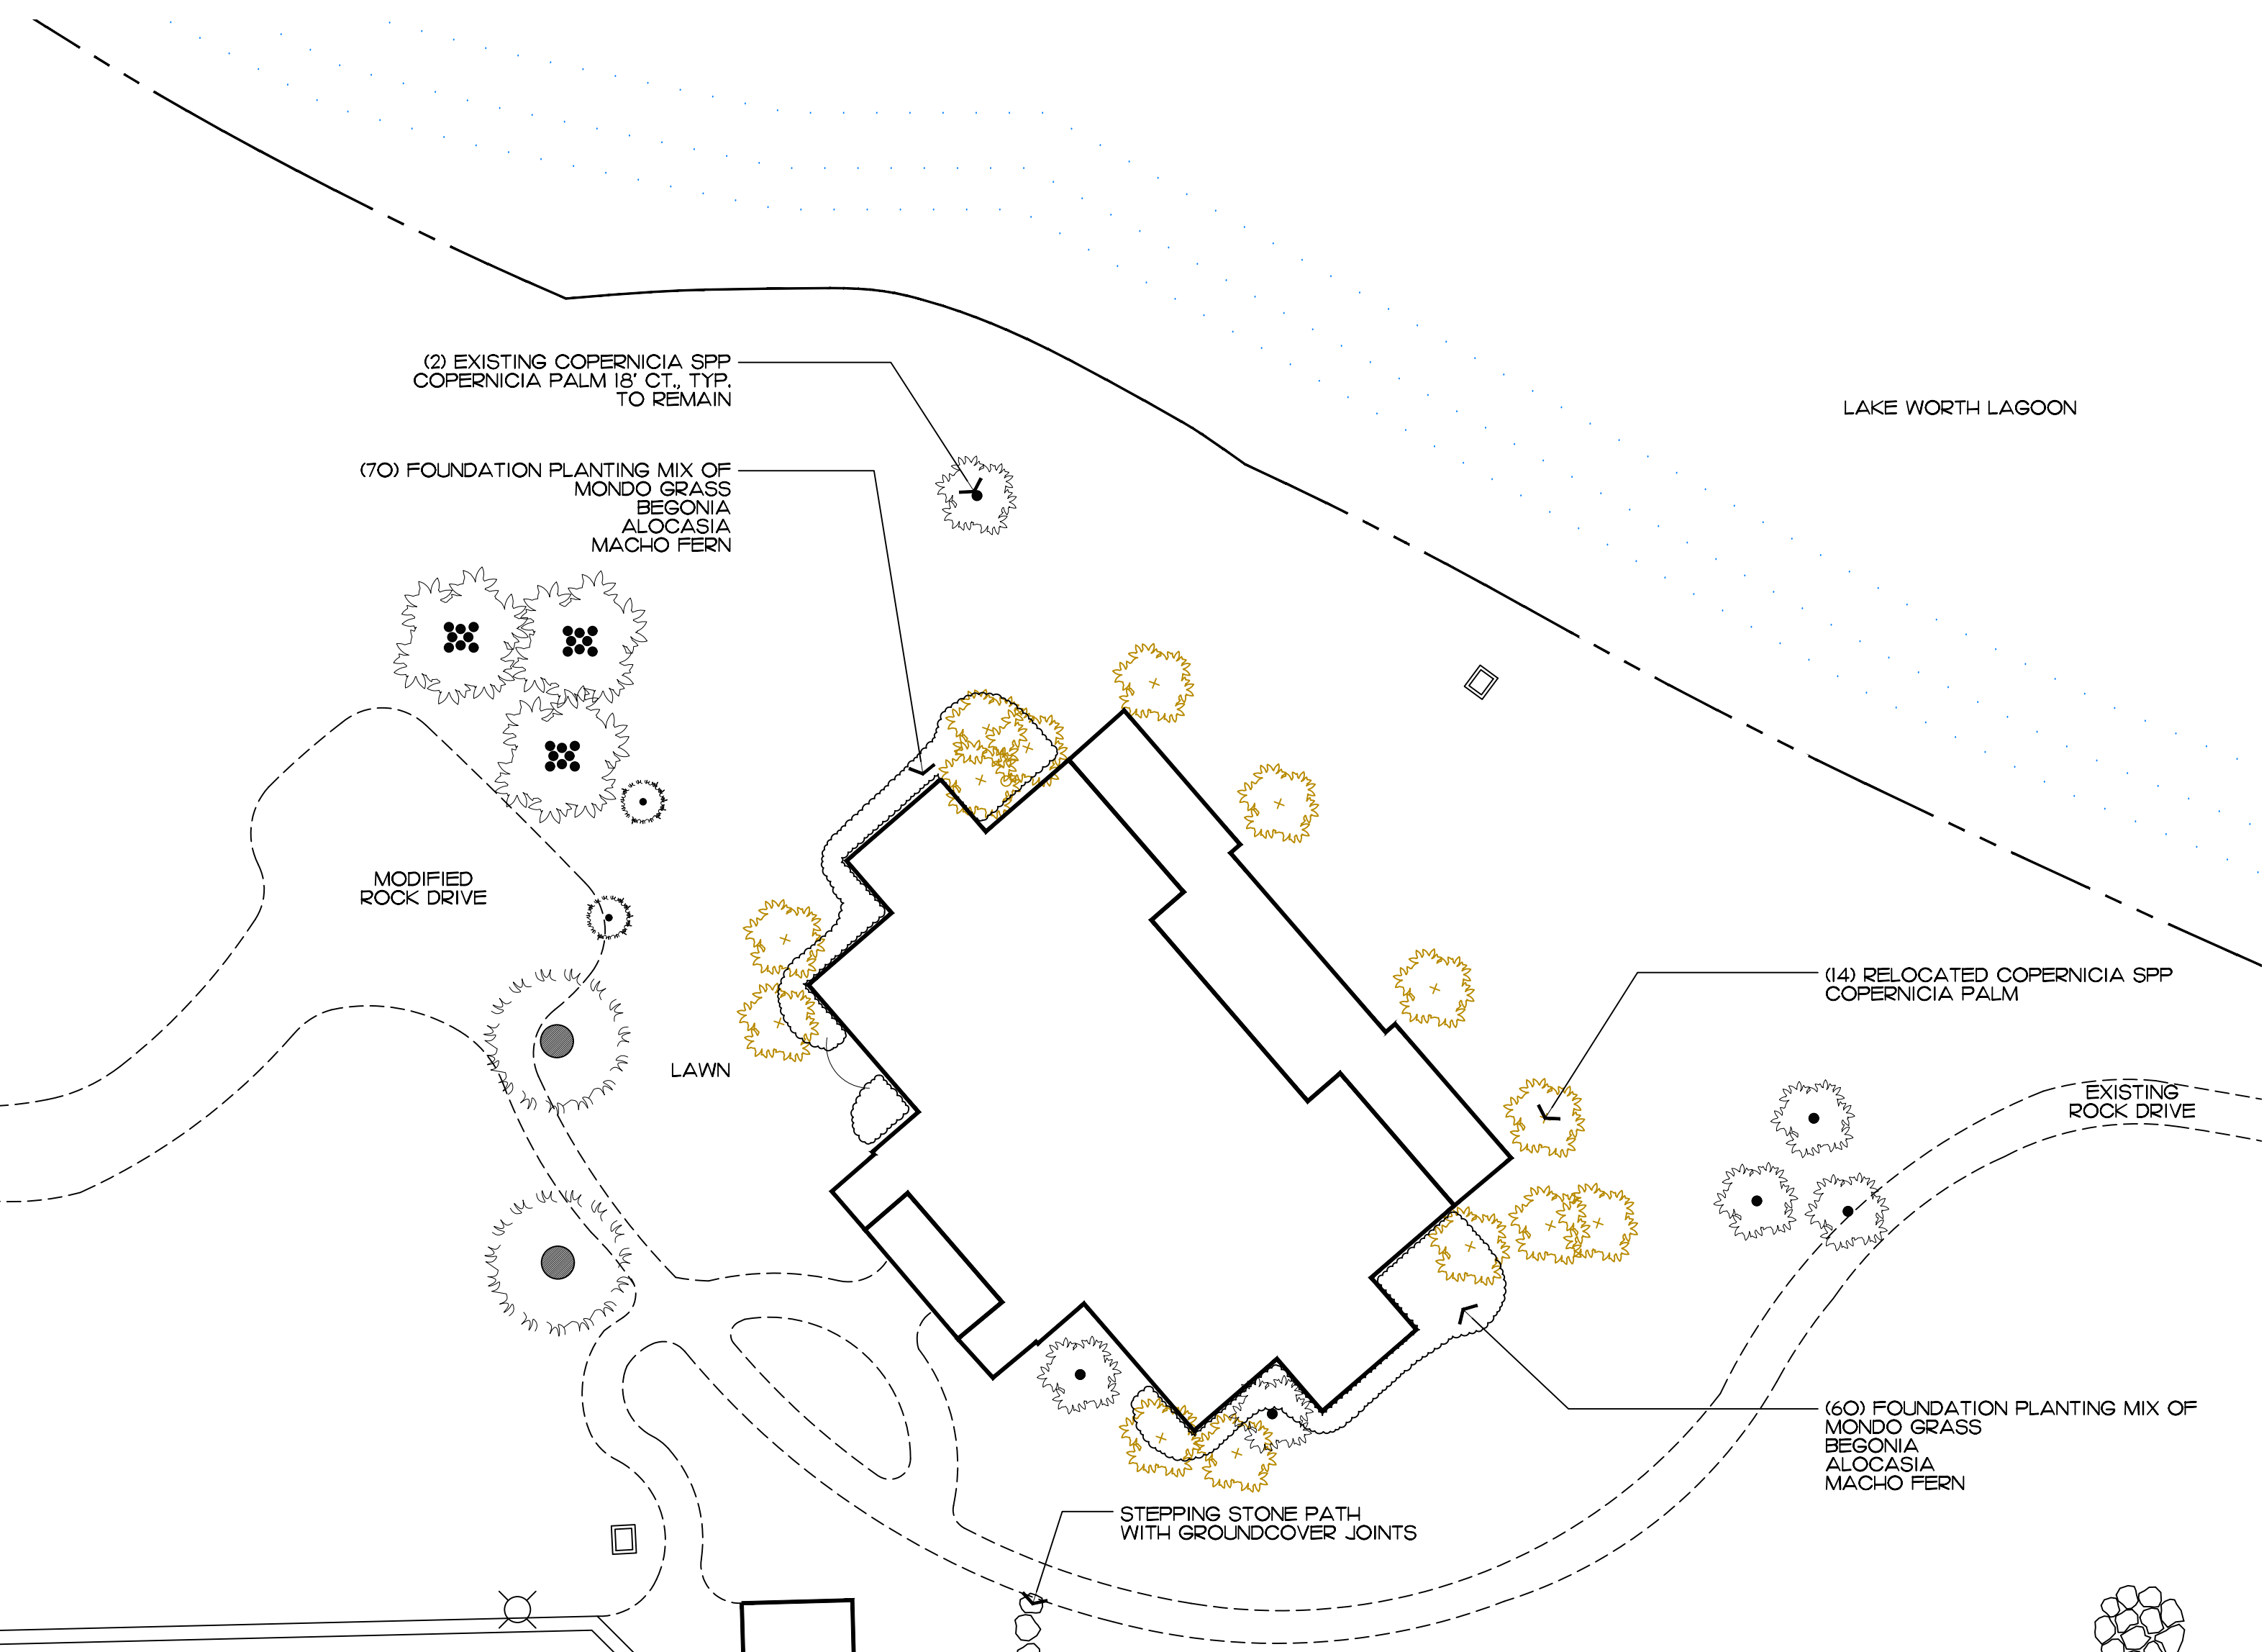 (2) EXISTING COPERNICIA SPP
COPERNICIA PALM 18' CT., TYP.
TO REMAIN
LAKE WORTH LAGOON
(70) FOUNDATION PLANTING MIX OF
MONDO GRASS
BEGONIA
ALOCASIA
MACHO FERN
MODIFIED
ROCK DRIVE
(14) RELOCATED COPERNICIA SPP
COPERNICIA PALM
LAWN
EXISTING
ROCK DRIVE
(60) FOUNDATION PLANTING MIX OF
MONDO GRASS
BEGONIA
ALOCASIA
MACHO FERN
STEPPING STONE PATH
WITH GROUNDCOVER JOINTS